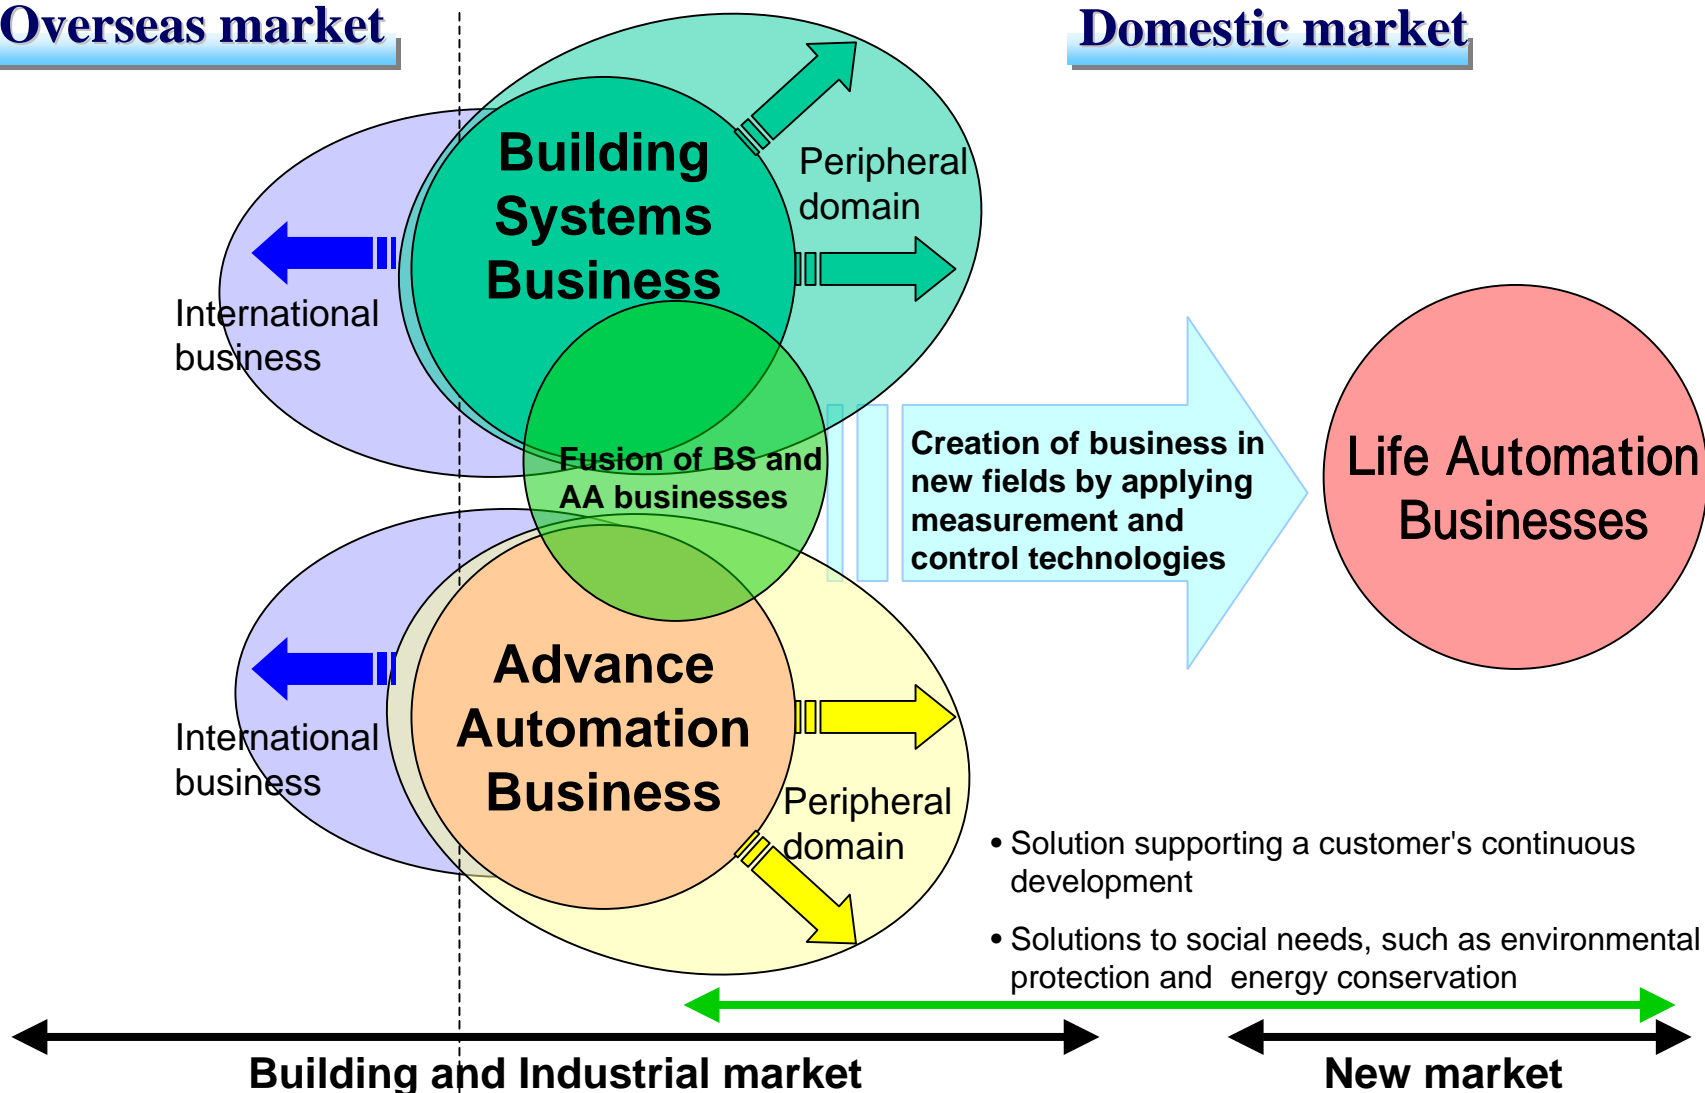 Overseas market
Domestic market
Building
Systems
Business
Peripheral
domain
International
business
Fusion of BS and
AA businesses
Creation of business in
new fields by applying
measurement and
control technologies
Life Automation
Businesses
Advance
Automation
Business
International
business
Peripheral
domain
• Solution supporting a customer's continuous
development
• Solutions to social needs, such as environmental
protection and energy conservation
Building and Industrial market
New market